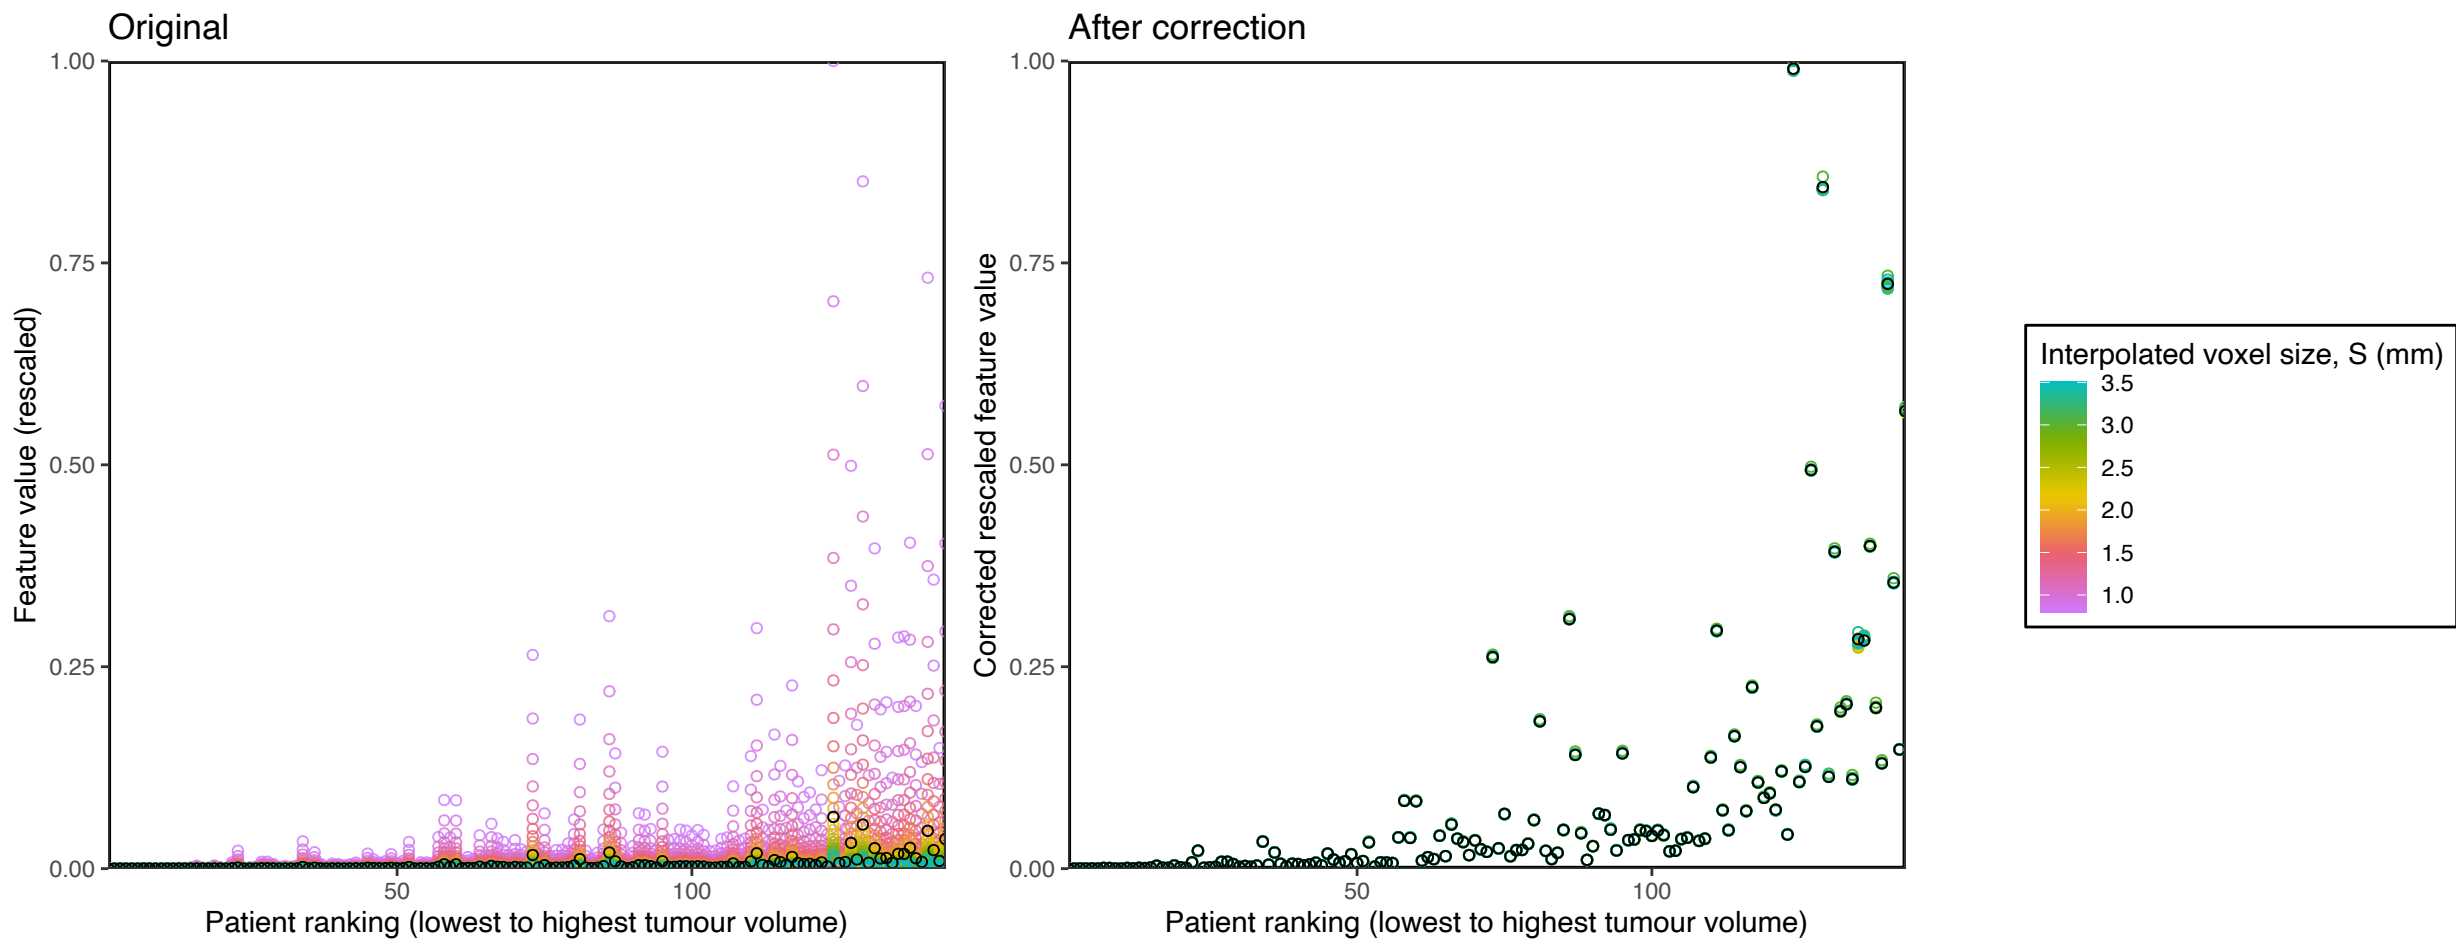 Original
1.00
0.75
0.50
0.25
0.00
50
100
Feature value (rescaled)
Patient ranking (lowest to highest tumour volume)
After correction
1.00
0.75
0.50
0.25
0.00
50
100
Corrected rescaled feature value
Patient ranking (lowest to highest tumour volume)
Interpolated voxel size, S (mm)
3.5
3.0
2.5
2.0
1.5
1.0